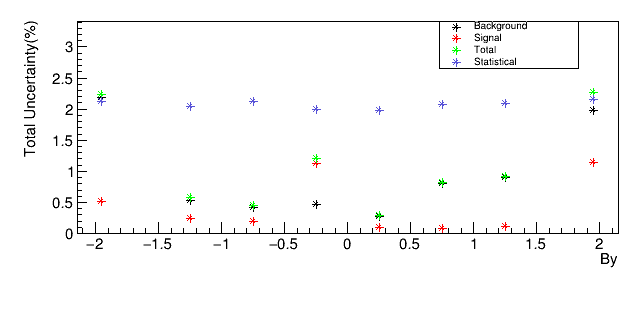 Total Uncertainty(%)
3
2.5
2
1.5
1
0.5
0
−2 −1.5 −1 −0.5 0 0.5 1 1.5 2
By
Background
Signal
Total
Statistical